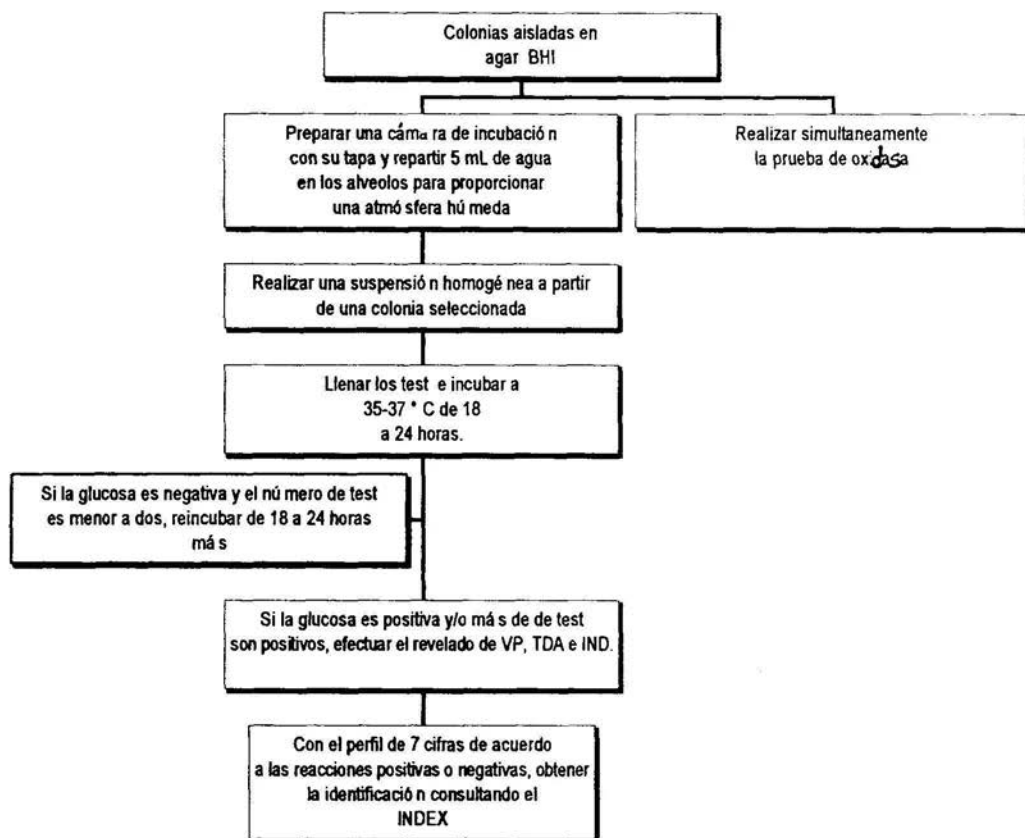 Colonias aisladas en
agar BHI
Preparar una cáma ra de incubació n
con su tapa y repartir 5 mL de agua
en los alveolos para proporcionar
una atmó sfera hú meda
Realizar simultaneamente
la prueba de oxidasa
Realizar una suspensió n homogé nea a partir
de una colonia seleccionada
Llenar los test e incubar a
35-37 ° C de 18
a 24 horas.
Si la glucosa es negativa y el nú mero de test
es menor a dos, reincubar de 18 a 24 horas
má s
Si la glucosa es positiva y/o má s de de test
son positivos, efectuar el revelado de VP, TDA e IND.
Con el perfil de 7 cifras de acuerdo
a las reacciones positivas o negativas, obtener
la identificació n consultando el
INDEX